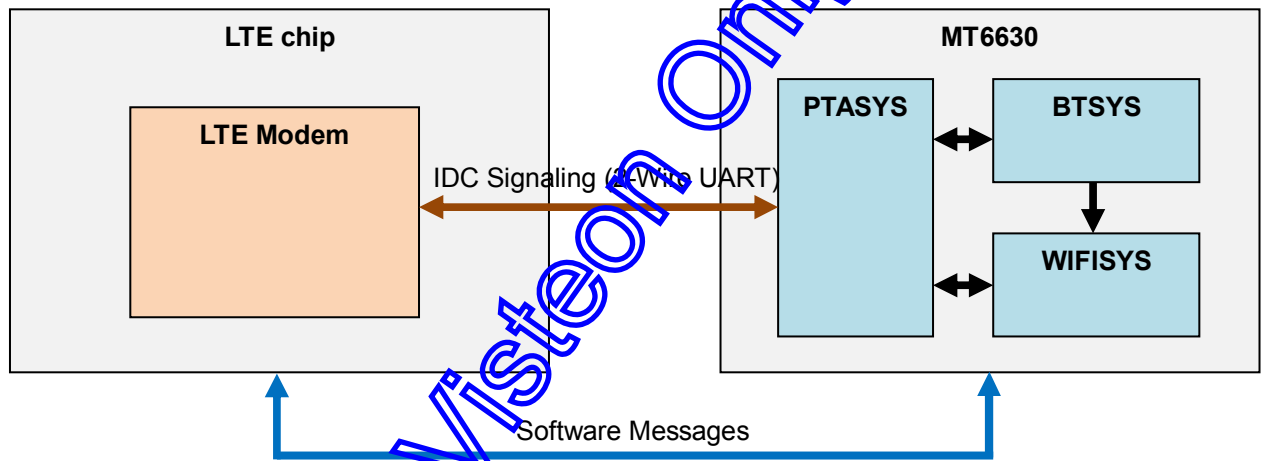 LTE chip
MT6630
LTE Modem
PTASYS
BTSYS
IDC Signaling (2-Wire UART)
WIFISYS
Software Messages
Visteon